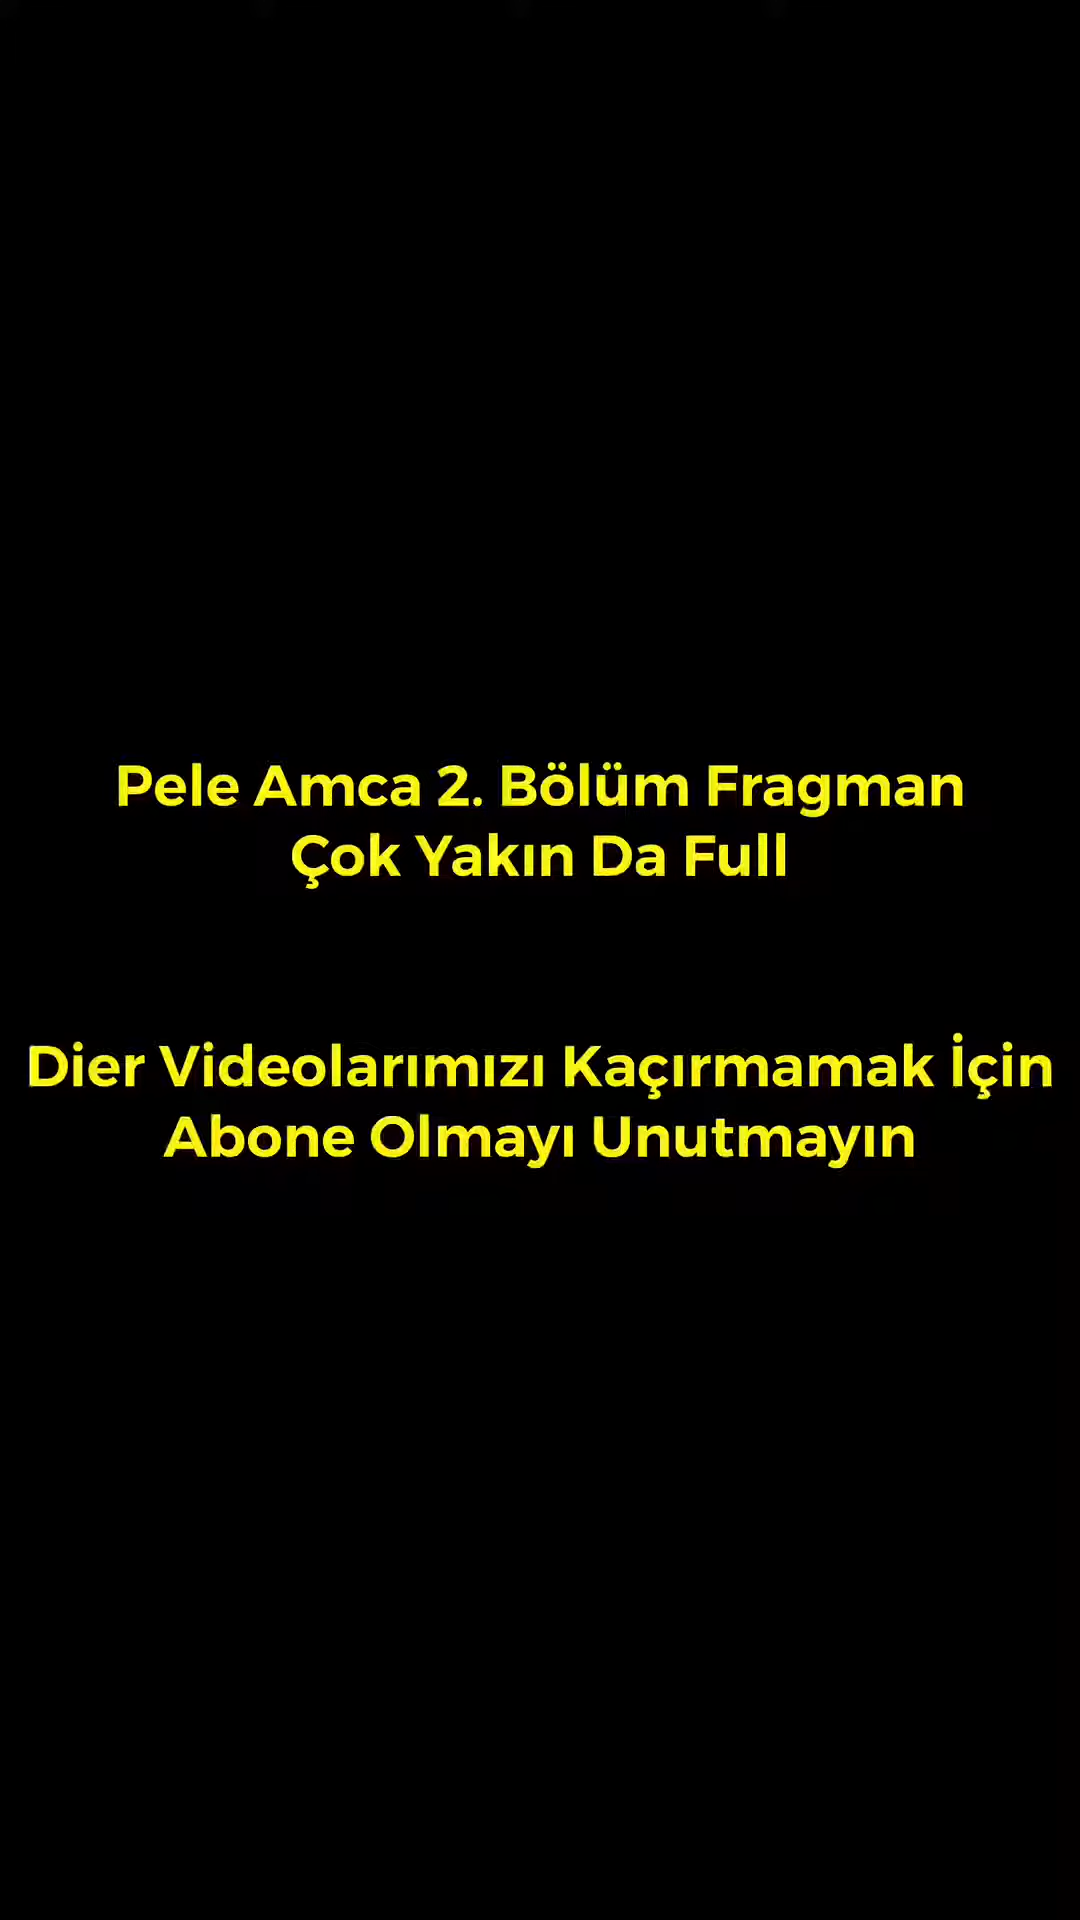 Pele Amca 2. Bölüm Fragman
Çok Yakın Da Full
Dier Videolarımızı Kaçırmamak İçin
Abone Olmayı Unutmayın